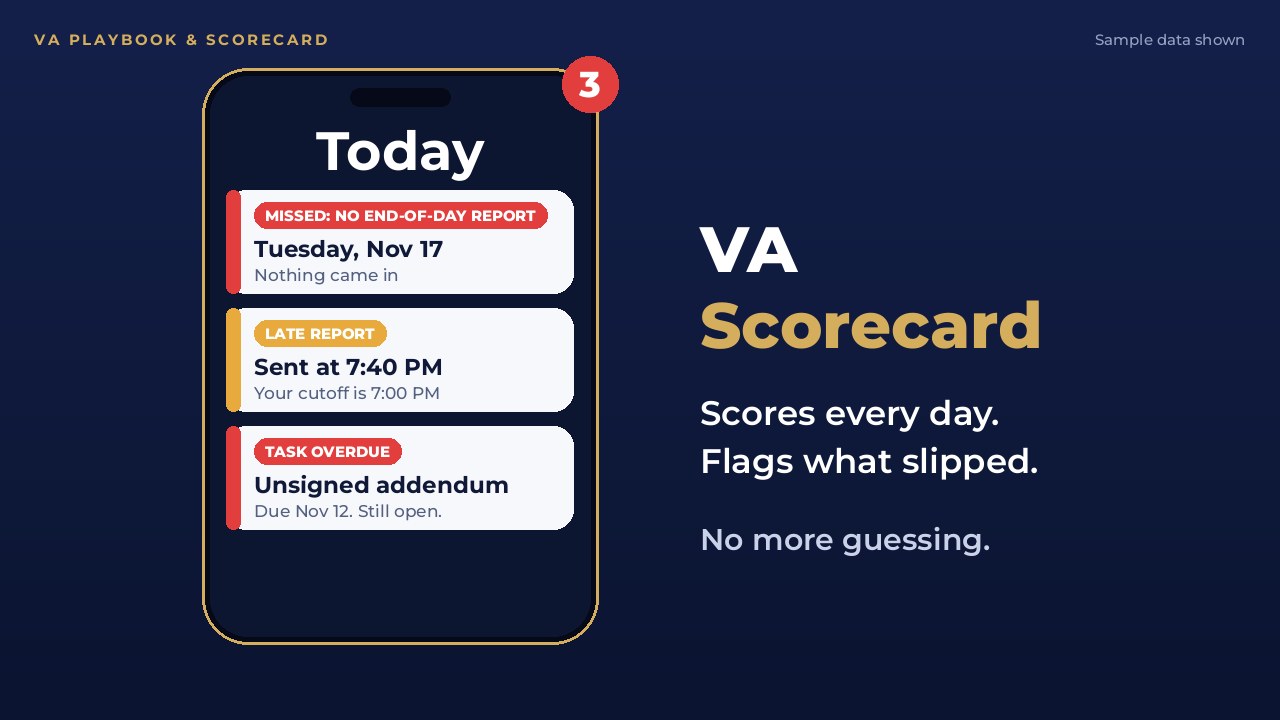 VA PLAYBOOK & SCORECARD
Sample data shown
3
Today
MISSED: NO END-OF-DAY REPORT
Tuesday, Nov 17
Nothing came in
LATE REPORT
Sent at 7:40 PM
Your cutoff is 7:00 PM
TASK OVERDUE
Unsigned addendum
Due Nov 12. Still open.
VA
Scorecard
Scores every day.
Flags what slipped.
No more guessing.